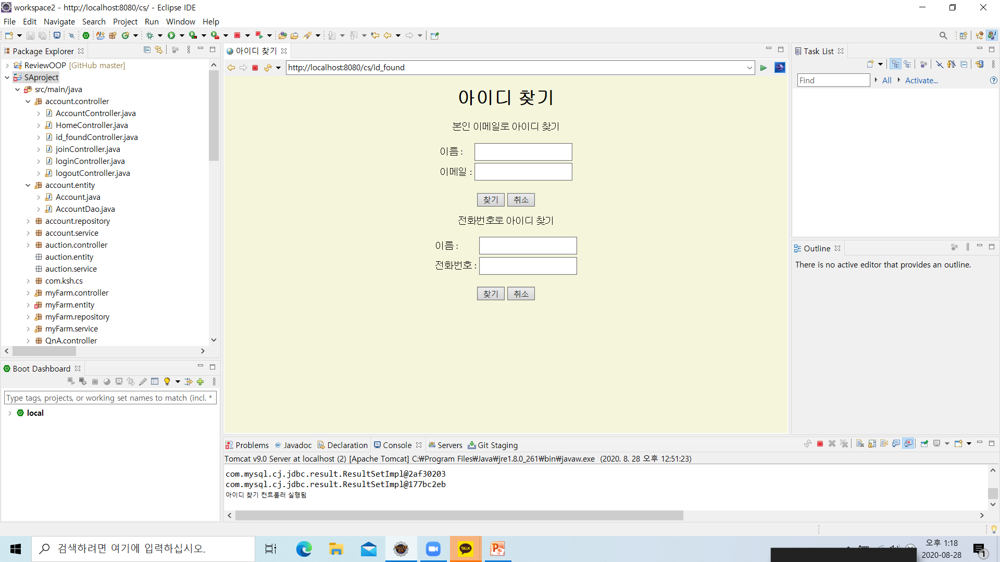 workspace2 - http://localhost:8080/cs/ - Eclipse IDE
File Edit Navigate Search Project Run Window Help
Package Explorer
ReviewOOP [GitHub master]
SAproject
src/main/java
account.controller
AccountController.java
HomeController.java
id_foundController.java
joinController.java
loginController.java
logoutController.java
account.entity
Account.java
AccountDao.java
account.repository
account.service
auction.controller
auction.entity
auction.service
com.ksh.cs
myFarm.controller
myFarm.entity
myFarm.repository
myFarm.service
QnA.controller
Boot Dashboard
Type tags, projects, or working set names to match (incl. *
local
아이디 찾기
http://localhost:8080/cs/id_found
아이디 찾기
본인 이메일로 아이디 찾기
이름 :
이메일 :
찾기 취소
전화번호로 아이디 찾기
이름 :
전화번호 :
찾기 취소
Task List
Find All Activate...
Outline
There is no active editor that provides an outline.
Problems @ Javadoc Declaration Console Servers Git Staging
Tomcat v9.0 Server at localhost (2) [Apache Tomcat] C:₩Program Files₩Java₩jre1.8.0_261₩bin₩javaw.exe (2020. 8. 28 오후 12:51:23)
com.mysql.cj.jdbc.result.ResultSetImpl@2af30203
com.mysql.cj.jdbc.result.ResultSetImpl@177bc2eb
아이디 찾기 컨트롤러 실행됨
검색하려면 여기에 입력하십시오.
TALK
오후 1:18
2020-08-28
1